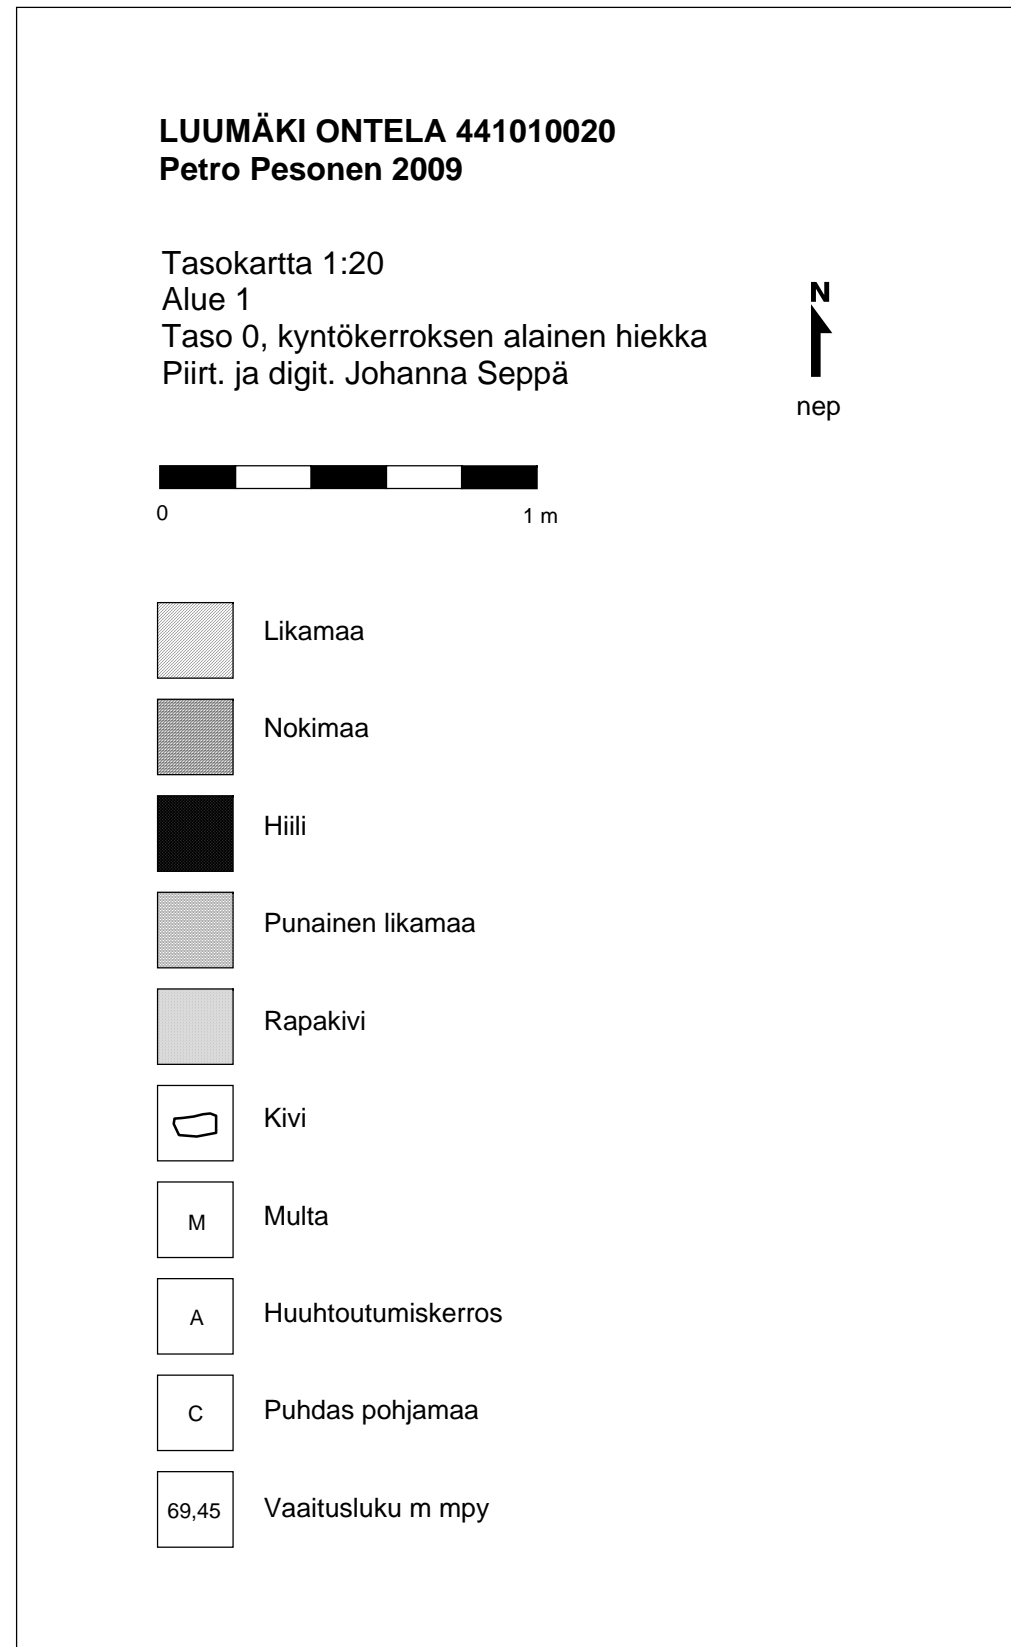 LUUMÄKI ONTELA 441010020
Petro Pesonen 2009
Tasokartta 1:20
Alue 1
Taso 0, kyntökerroksen alainen hiekka
Piirt. ja digit. Johanna Seppä
N
nep
0
1 m
Likamaa
Nokimaa
Hiili
Punainen likamaa
Rapakivi
Kivi
M Multa
A Huuhtoutumiskerros
C Puhdas pohjamaa
69,45 Vaaitusluku m mpy